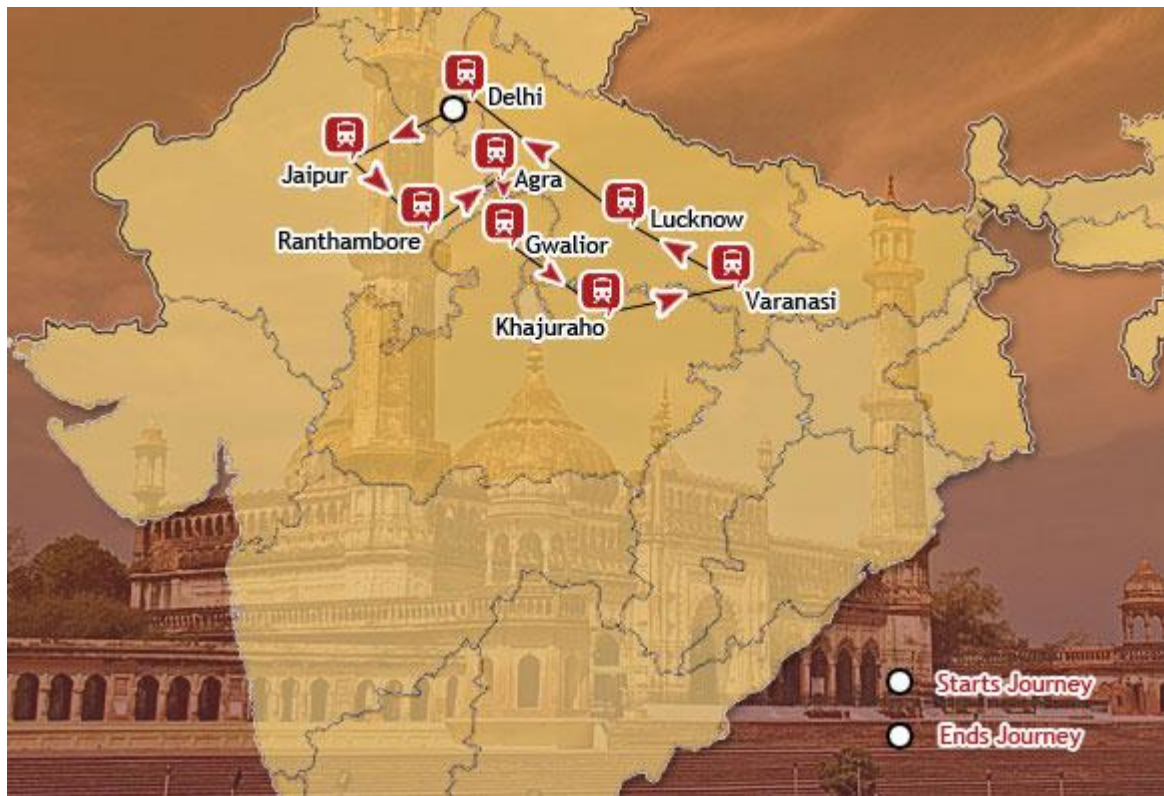 Delhi
Jaipur
Agra
Ranthambore
Lucknow
Gwalior
Varanasi
Khajuraho
Starts Journey
Ends Journey